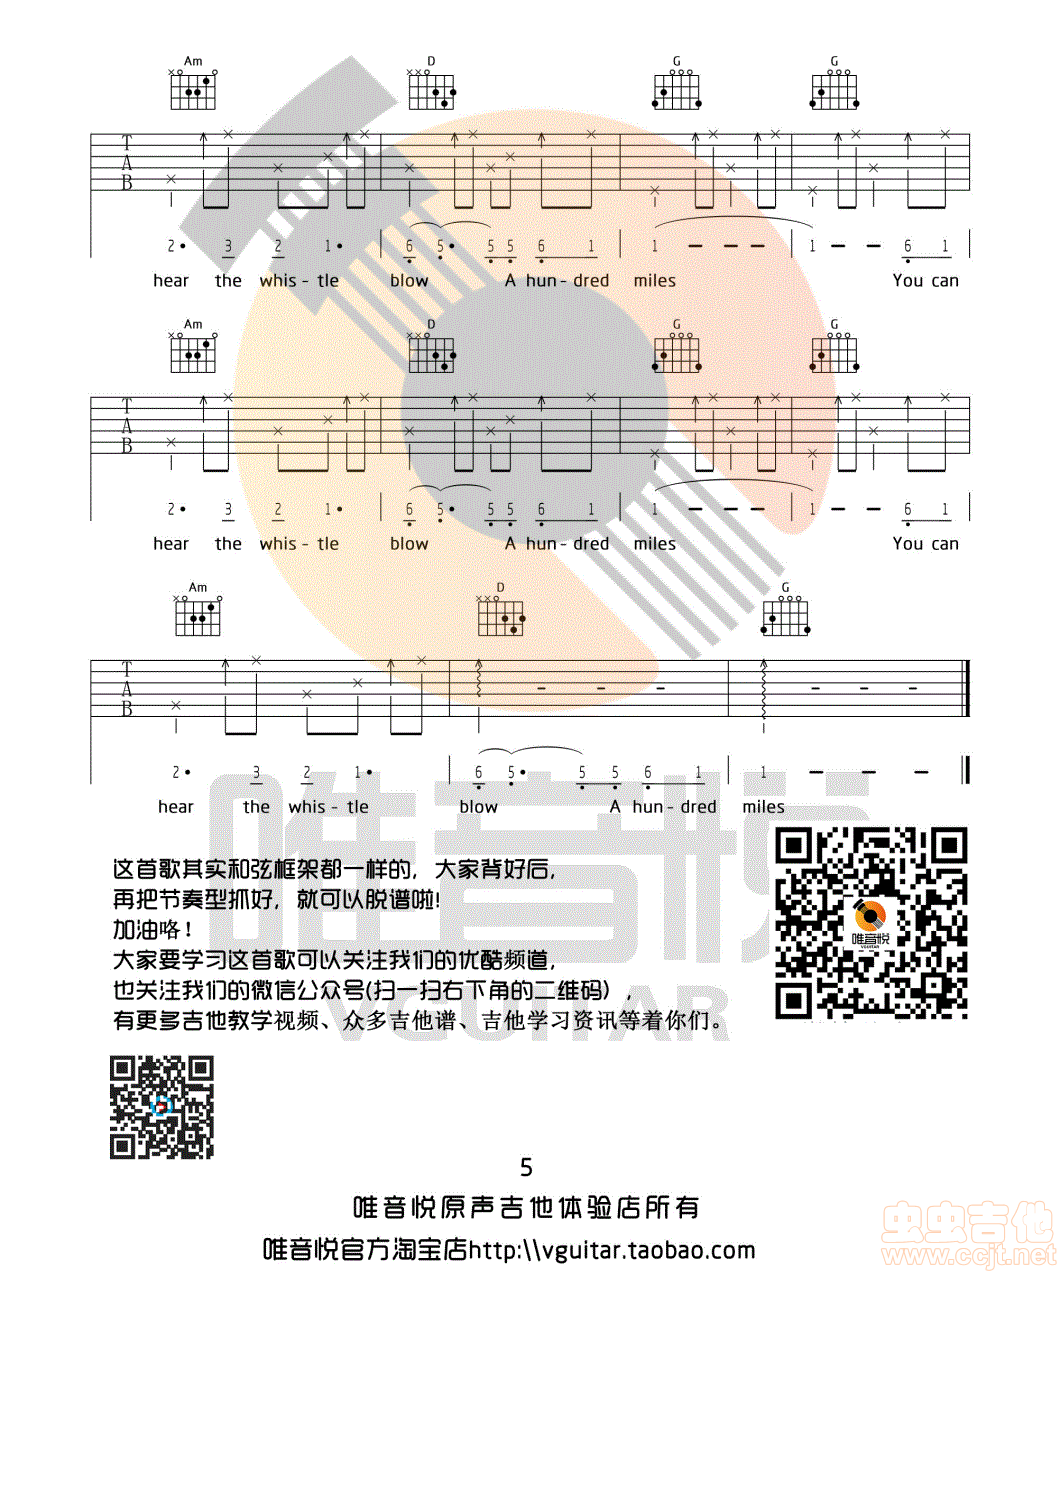 Am D G G
T
A
B
2· 3 2 1· 6 5· 5 5 6 1 1 – – – 1 – – 6 1
hear the whis - tle blow A hun - dred miles You can
Am D G G
T
A
B
2· 3 2 1· 6 5· 5 5 6 1 1 – – – 1 – – 6 1
hear the whis - tle blow A hun - dred miles You can
Am D G
T
A
B
2· 3 2 1· 6 5· 5 5 6 1 1 – – –
hear the whis - tle blow A hun - dred miles
唯音悦
VGUITAR
这首歌其实和弦框架都一样的，大家背好后，
再把节奏型抓好，就可以脱谱啦!
加油咯！
大家要学习这首歌可以关注我们的优酷频道，
也关注我们的微信公众号(扫一扫右下角的二维码），
有更多吉他教学视频、众多吉他谱、吉他学习资讯等着你们。
唯音悦
VGUITAR
5
唯音悦原声吉他体验店所有
唯音悦官方淘宝店http:\\vguitar.taobao.com
虫虫吉他
www.ccjt.net